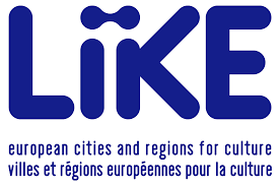 LiKE
european cities and regions for culture
villes et régions européennes pour la culture